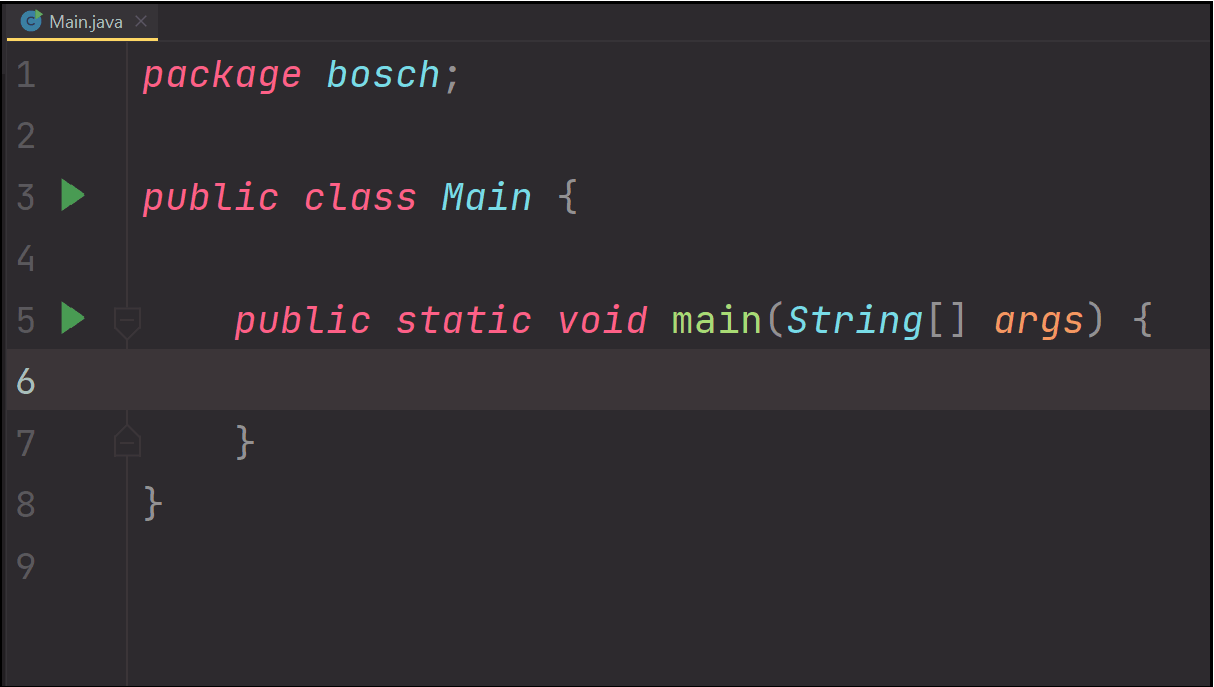 Main.java
1 package bosch;
2
3 public class Main {
4
5 public static void main(String[] args) {
6
7 }
8 }
9